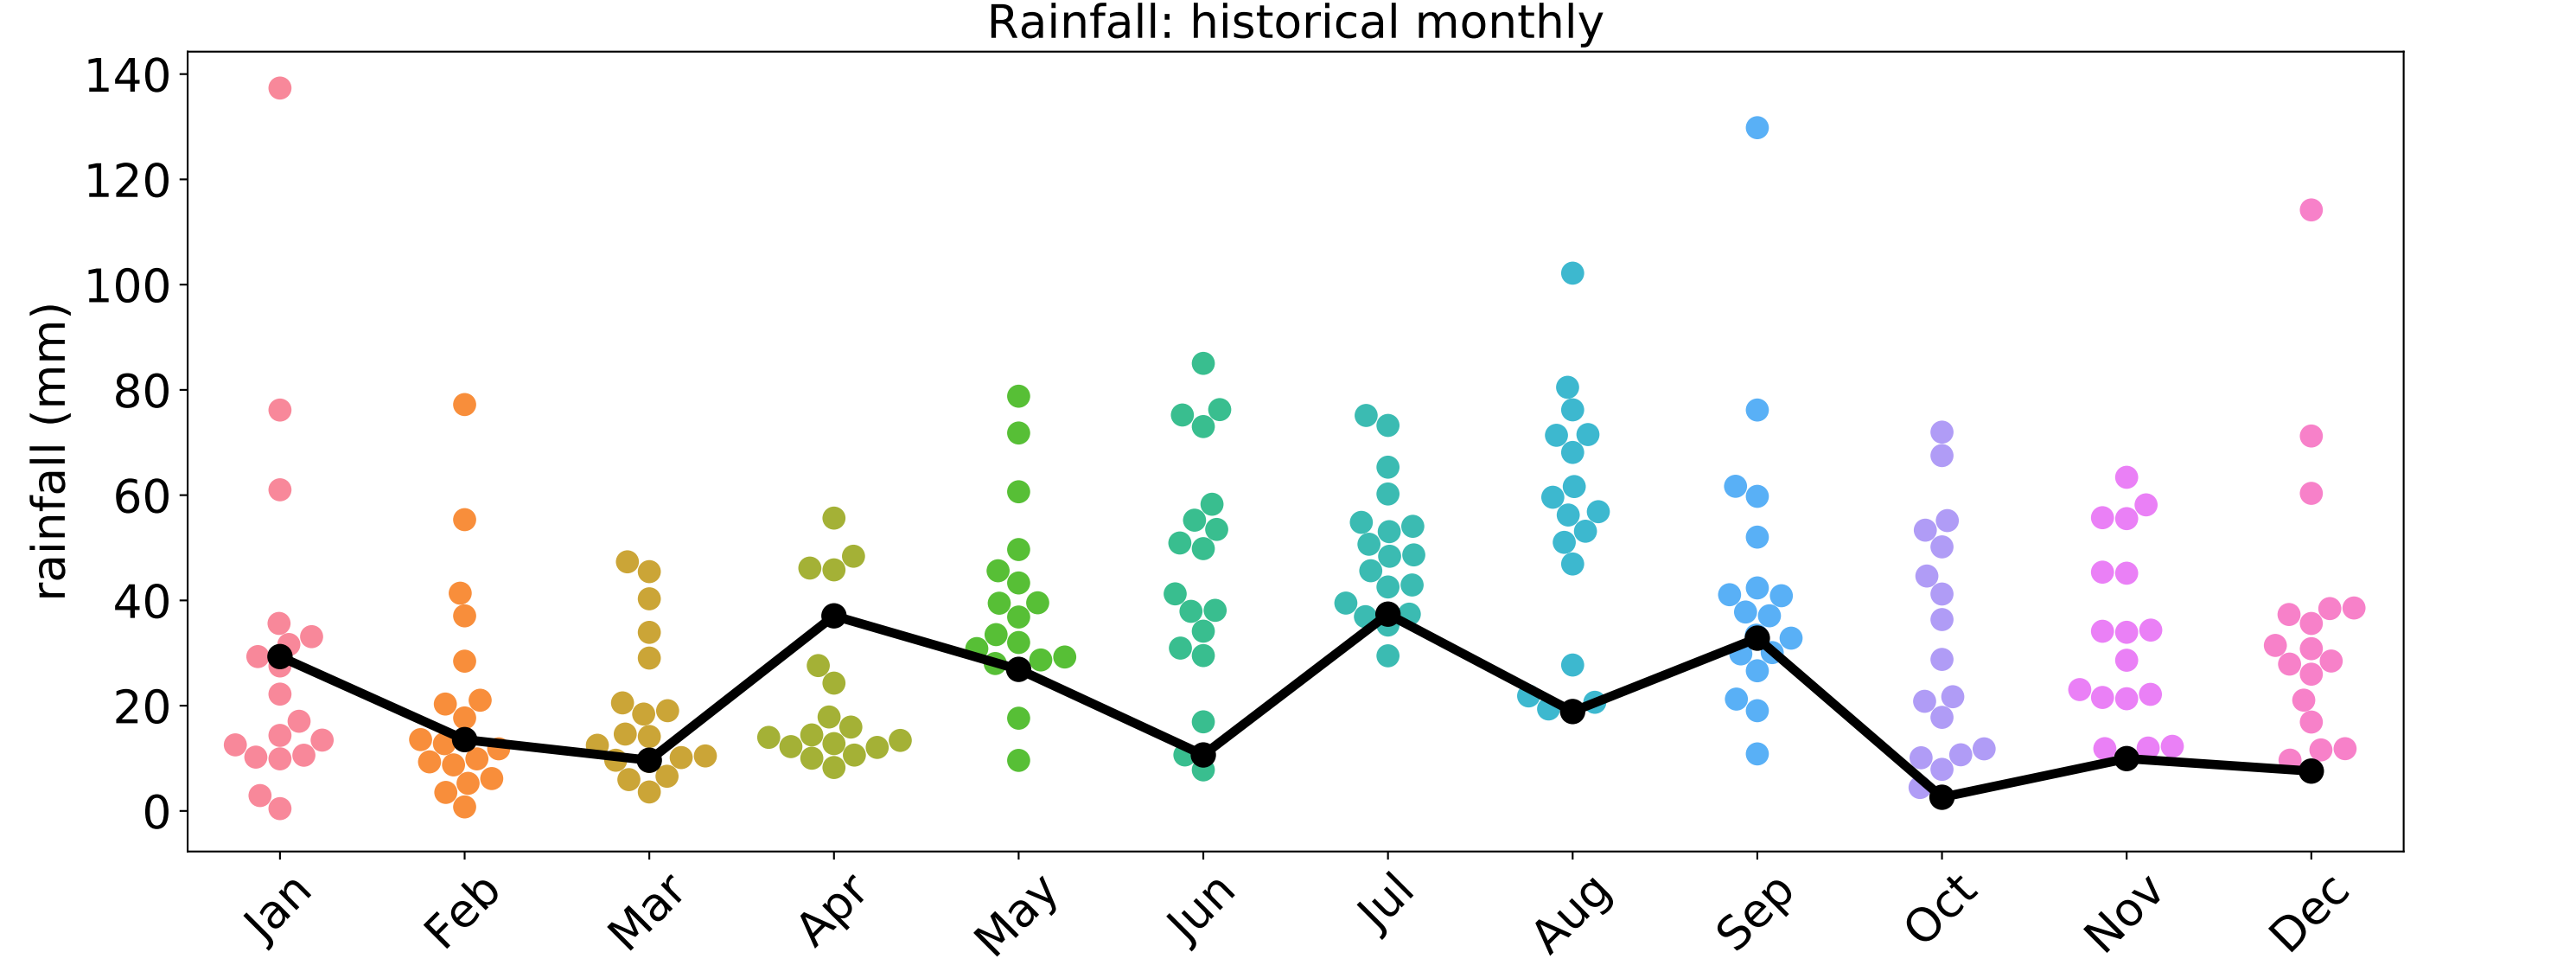 Rainfall: historical monthly
rainfall (mm)
140
120
100
80
60
40
20
0
Jan
Feb
Mar
Apr
May
Jun
Jul
Aug
Sep
Oct
Nov
Dec